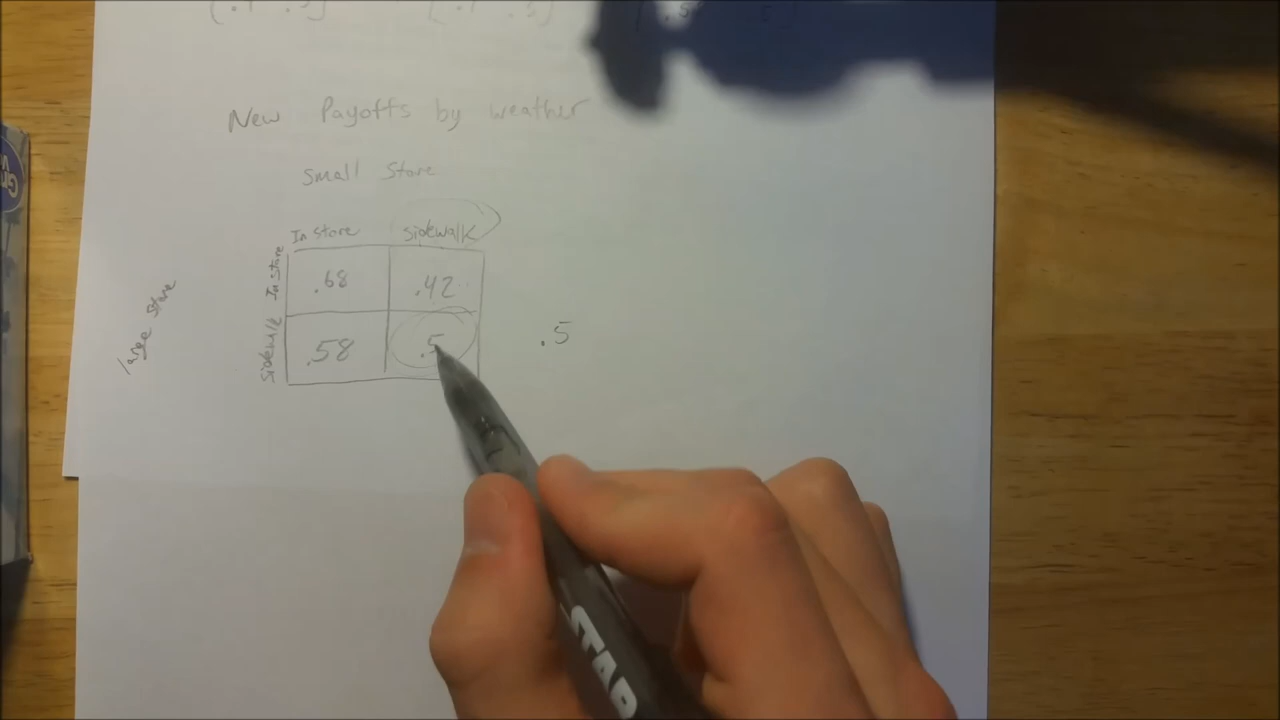 New Payoffs by weather
Small Store
In store sidewalk
In store .68 .42
Sidewalk .58 .5
.5
large Store
STAR